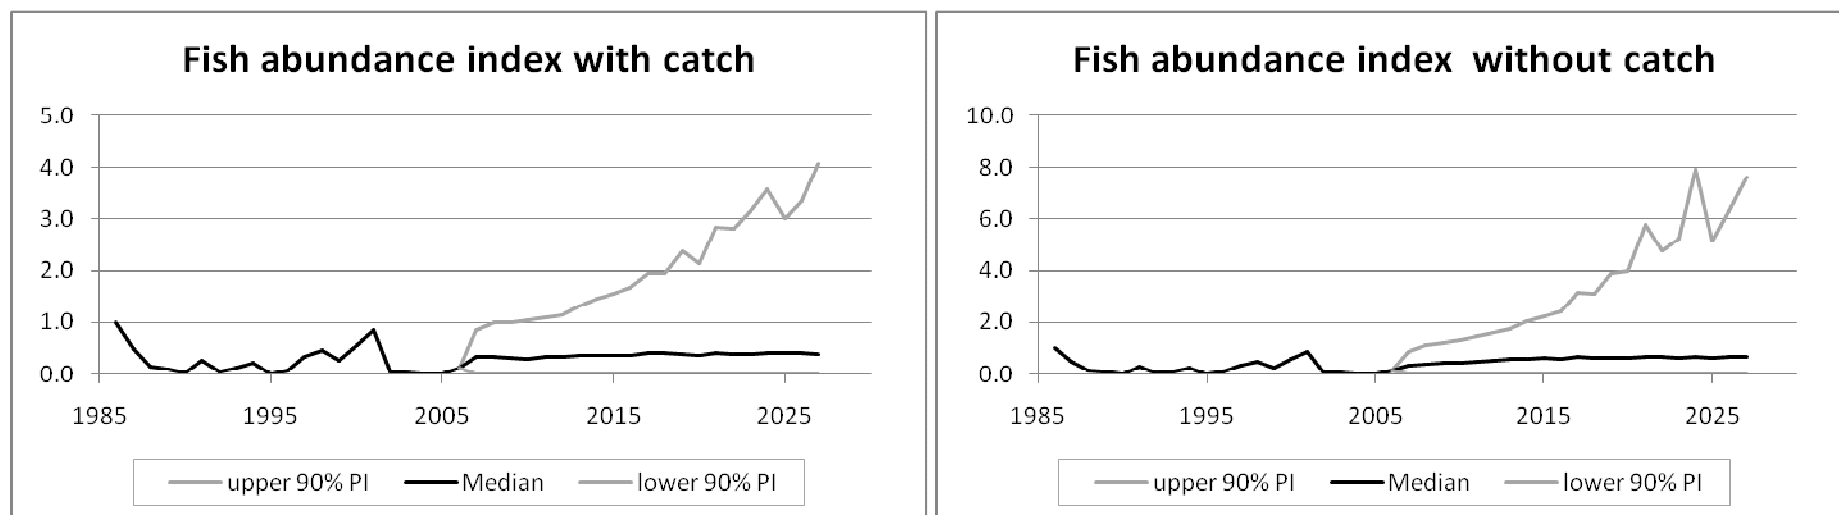 Fish abundance index with catch
5.0
4.0
3.0
2.0
1.0
0.0
1985 1995 2005 2015 2025
upper 90% PI Median lower 90% PI
Fish abundance index  without catch
10.0
8.0
6.0
4.0
2.0
0.0
1985 1995 2005 2015 2025
upper 90% PI Median lower 90% PI